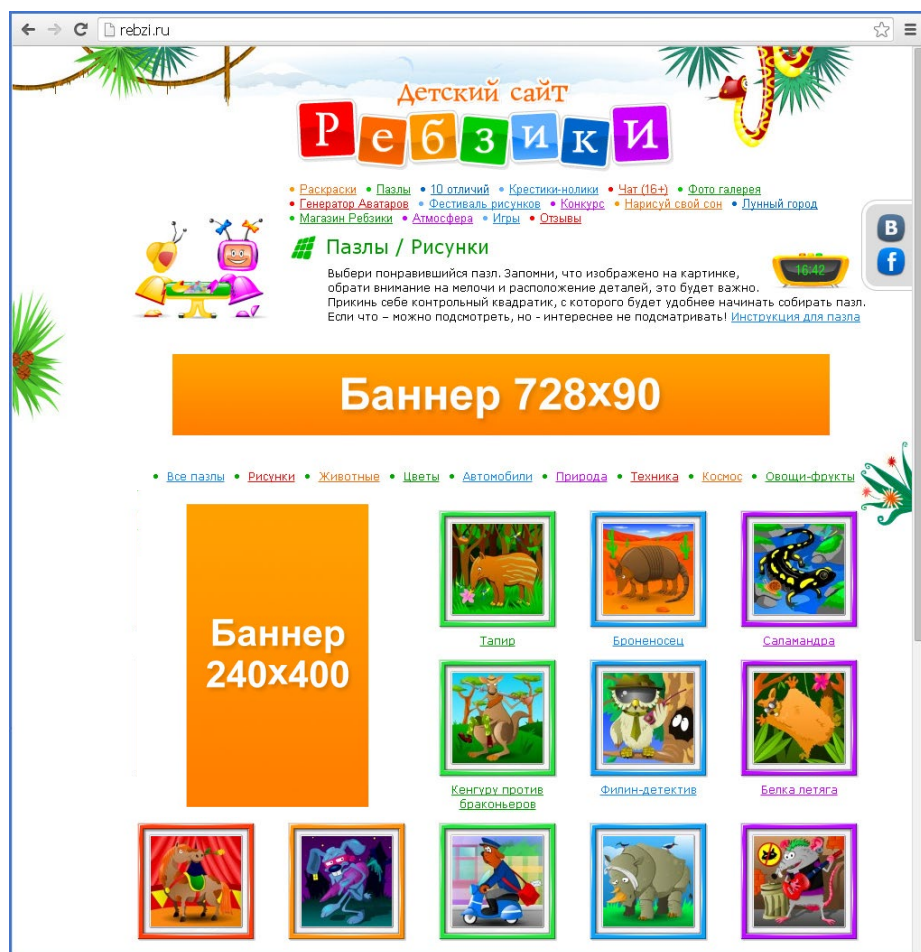 rebzi.ru
Детский сайт
Ребзики
• Раскраски • Пазлы • 10 отличий • Крестики-нолики • Чат (16+) • Фото галерея
• Генератор Аватаров • Фестиваль рисунков • Конкурс • Нарисуй свой сон • Лунный город
• Магазин Ребзики • Атмосфера • Игры • Отзывы
B
f
Пазлы / Рисунки
16:42
Выбери понравившийся пазл. Запомни, что изображено на картинке,
обрати внимание на мелочи и расположение деталей, это будет важно.
Прикинь себе контрольный квадратик, с которого будет удобнее начинать собирать пазл.
Если что – можно подсмотреть, но - интереснее не подсматривать! Инструкция для пазла
Баннер 728x90
• Все пазлы • Рисунки • Животные • Цветы • Автомобили • Природа • Техника • Космос • Овощи-фрукты
Баннер
240x400
Тапир
Броненосец
Саламандра
Кенгуру против
браконьеров
Филин-детектив
Белка летяга